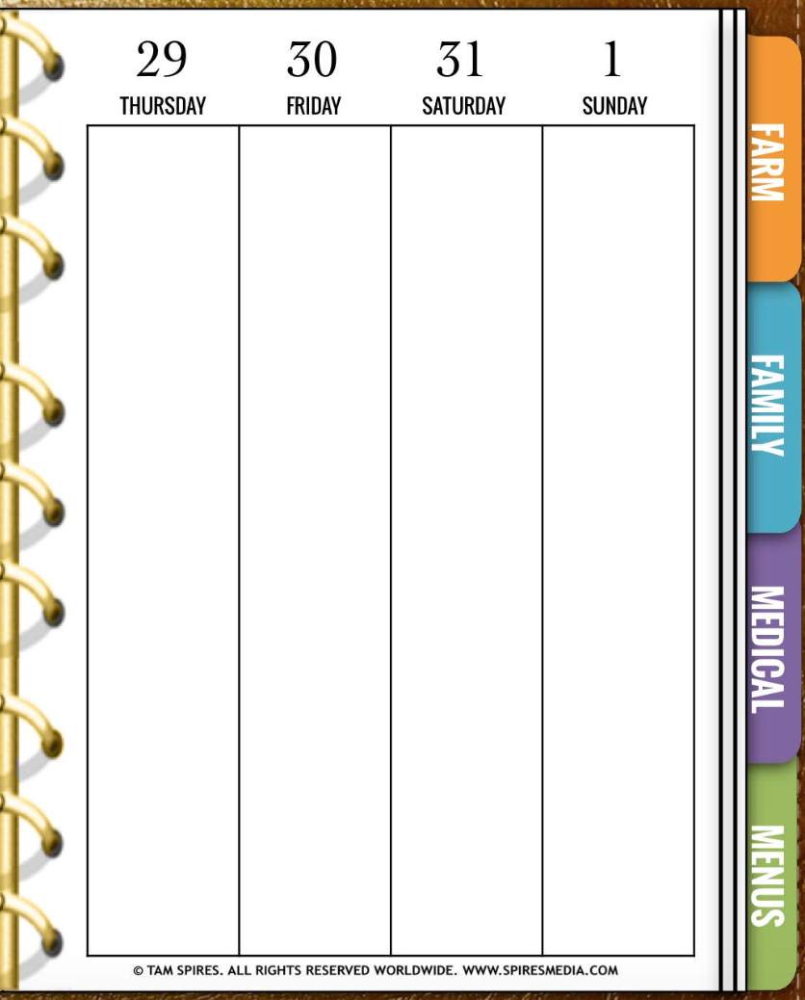 29 30 31 1
THURSDAY FRIDAY SATURDAY SUNDAY
FARM
FAMILY
MEDICAL
MENUS
© TAM SPIRES. ALL RIGHTS RESERVED WORLDWIDE. WWW.SPIRESMEDIA.COM